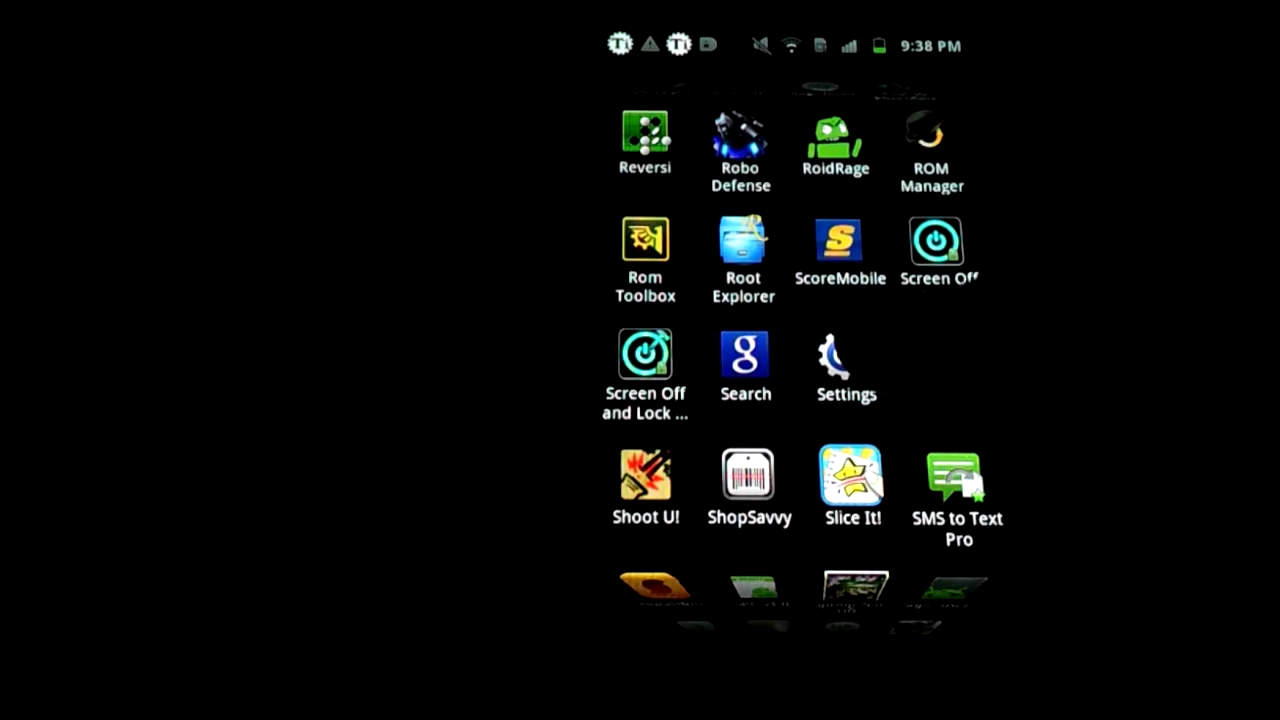 9:38 PM
Reversi
Robo Defense
RoidRage
ROM Manager
Rom Toolbox
Root Explorer
ScoreMobile
Screen Off
Screen Off and Lock ...
Search
Settings
Shoot U!
ShopSavvy
Slice It!
SMS to Text Pro